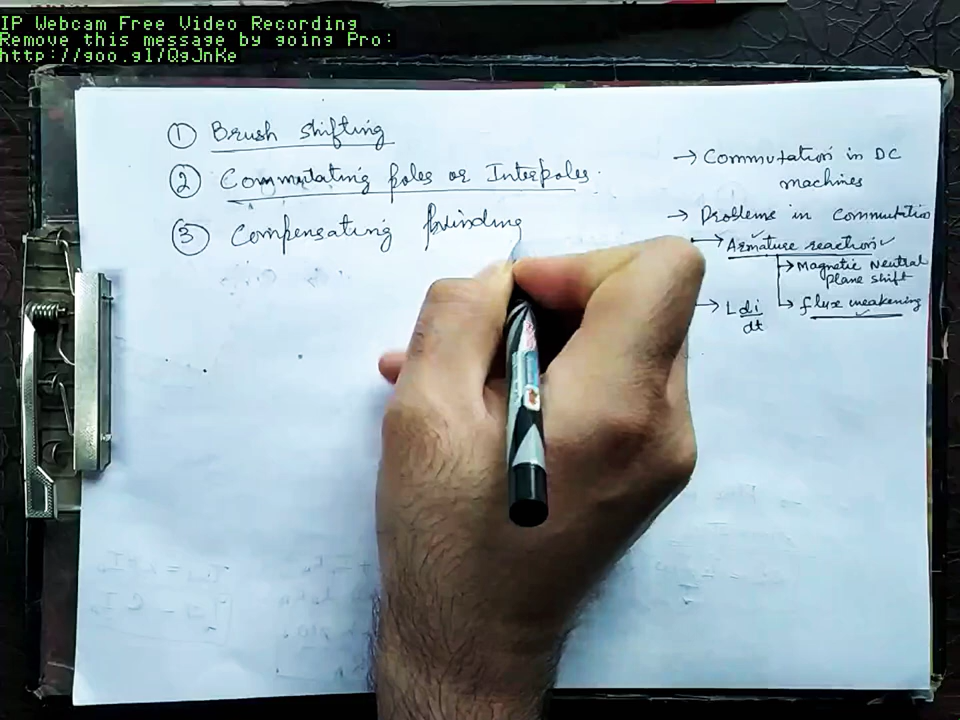 IP Webcam Free Video Recording
Remove this message by going Pro:
http://goo.gl/QgJnKe
① Brush shifting
② Commutating poles or Interpoles.
③ Compensating winding
→ Commutation in DC
machines
→ Problems in Commutation
→ Armature reaction
→ Magnetic Neutral
plane shift
→ flux weakening
→ L di
dt